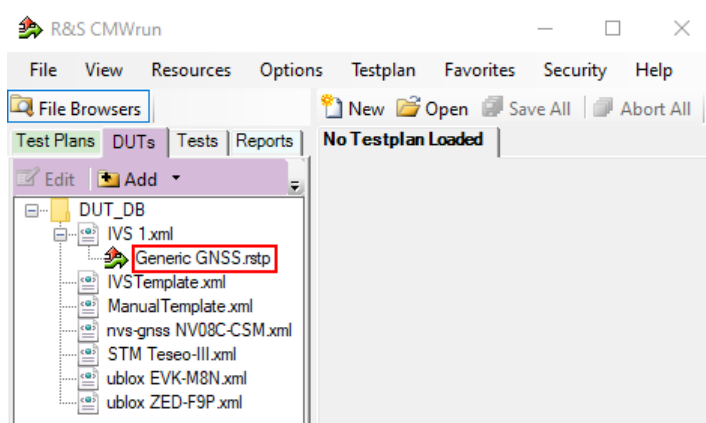 R&S CMWrun
File View Resources Options Testplan Favorites Security Help
File Browsers New Open Save All Abort All
Test Plans DUTs Tests Reports No Testplan Loaded
Edit Add
DUT_DB
IVS 1.xml
Generic GNSS.rstp
IVSTemplate.xml
ManualTemplate.xml
nvs-gnss NV08C-CSM.xml
STM Teseo-III.xml
ublox EVK-M8N.xml
ublox ZED-F9P.xml